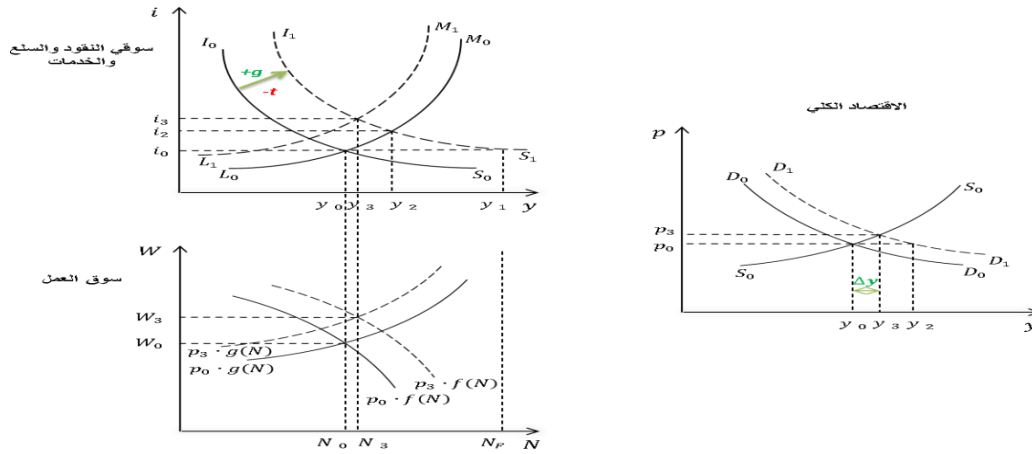 سوقي النقود والسلع
والخدمات
i
I₀
I₁
M₁
M₀
+g
-t
i₃
i₂
i₀
L₁
L₀
S₀
S₁
y₀ y₃ y₂ y₁ y
سوق العمل
W
W₃
W₀
p₃ · g(N)
p₀ · g(N)
p₃ · f(N)
p₀ · f(N)
N₀ N₃ N_F N
الاقتصاد الكلي
p
D₀
D₁
S₀
p₃
p₀
S₀
D₀
D₁
Δy
y₀ y₃ y₂ y